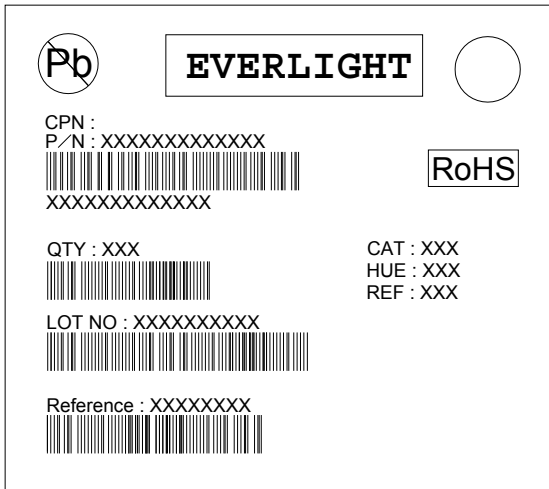 Pb
EVERLIGHT
CPN :
P/N : XXXXXXXXXXXXX
RoHS
XXXXXXXXXXXXX
QTY : XXX
CAT : XXX
HUE : XXX
REF : XXX
LOT NO : XXXXXXXXXX
Reference : XXXXXXXX